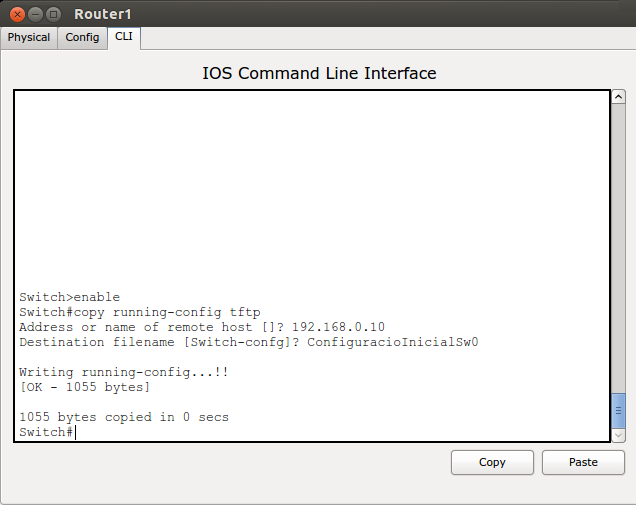 Router1
Physical Config CLI
IOS Command Line Interface
Switch>enable
Switch#copy running-config tftp
Address or name of remote host []? 192.168.0.10
Destination filename [Switch-confg]? ConfiguracioInicialSw0
Writing running-config...!!
[OK - 1055 bytes]
1055 bytes copied in 0 secs
Switch#
Copy Paste